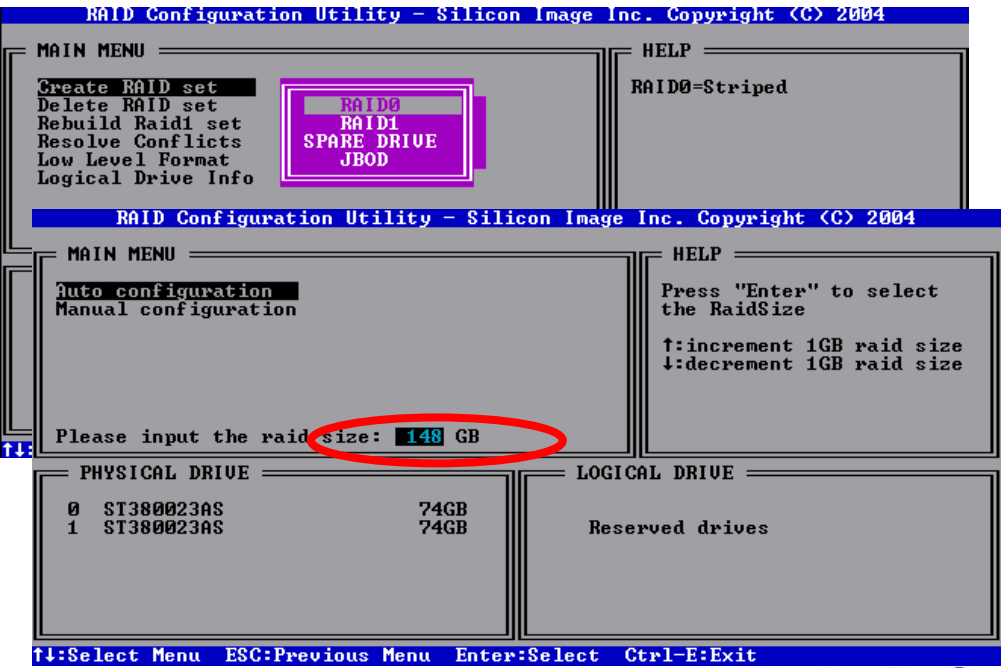 RAID Configuration Utility - Silicon Image Inc. Copyright (C) 2004
MAIN MENU
Create RAID set
Delete RAID set
Rebuild Raid1 set
Resolve Conflicts
Low Level Format
Logical Drive Info
RAID0
RAID1
SPARE DRIVE
JBOD
HELP
RAID0=Striped
↑↓:
RAID Configuration Utility - Silicon Image Inc. Copyright (C) 2004
MAIN MENU
Auto configuration
Manual configuration
Please input the raid size: 148 GB
HELP
Press "Enter" to select
the RaidSize
↑:increment 1GB raid size
↓:decrement 1GB raid size
PHYSICAL DRIVE
0 ST380023AS 74GB
1 ST380023AS 74GB
LOGICAL DRIVE
Reserved drives
↑↓:Select Menu ESC:Previous Menu Enter:Select Ctrl-E:Exit